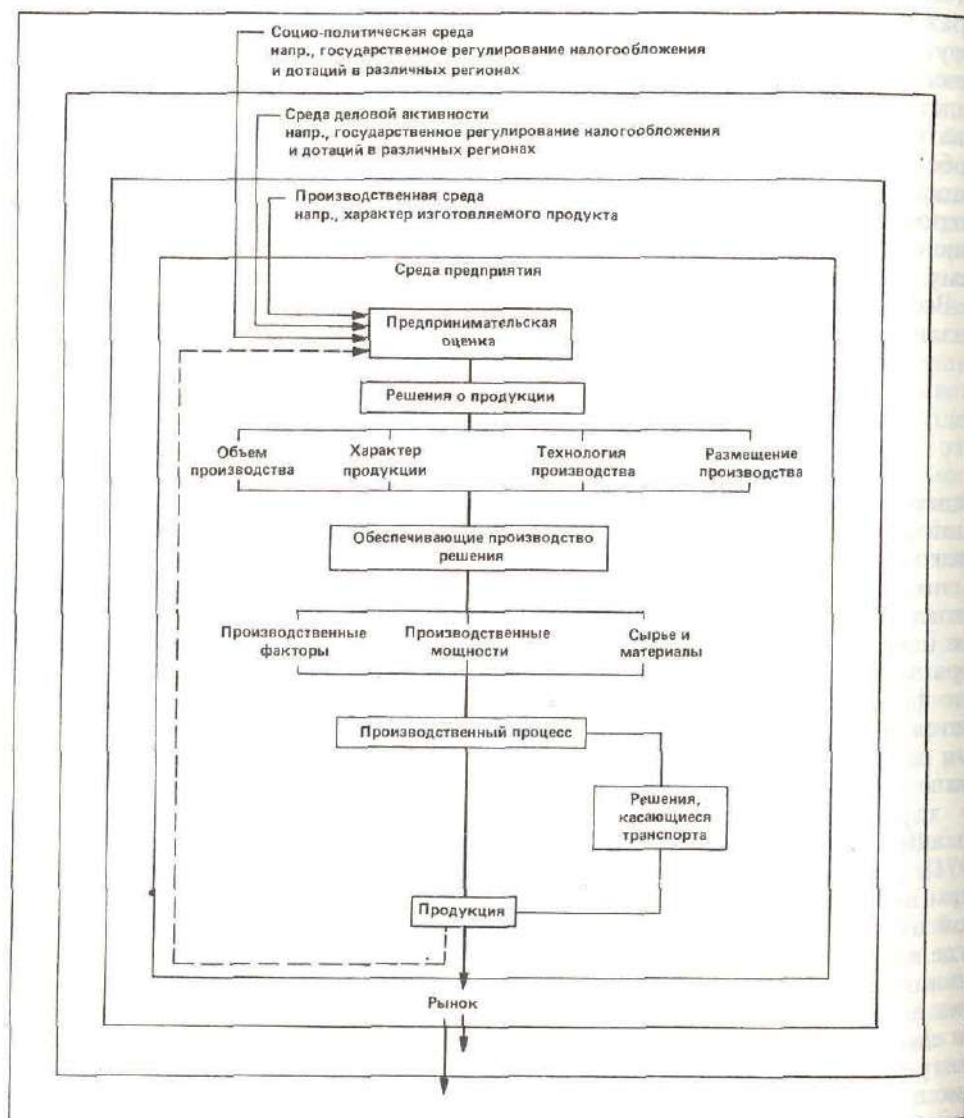 Социо-политическая среда
напр., государственное регулирование налогообложения
и дотаций в различных регионах
Среда деловой активности
напр., государственное регулирование налогообложения
и дотаций в различных регионах
Производственная среда
напр., характер изготовляемого продукта
Среда предприятия
Предпринимательская
оценка
Решения о продукции
Объем
производства
Характер
продукции
Технология
производства
Размещение
производства
Обеспечивающие производство
решения
Производственные
факторы
Производственные
мощности
Сырье и
материалы
Производственный процесс
Решения,
касающиеся
транспорта
Продукция
Рынок